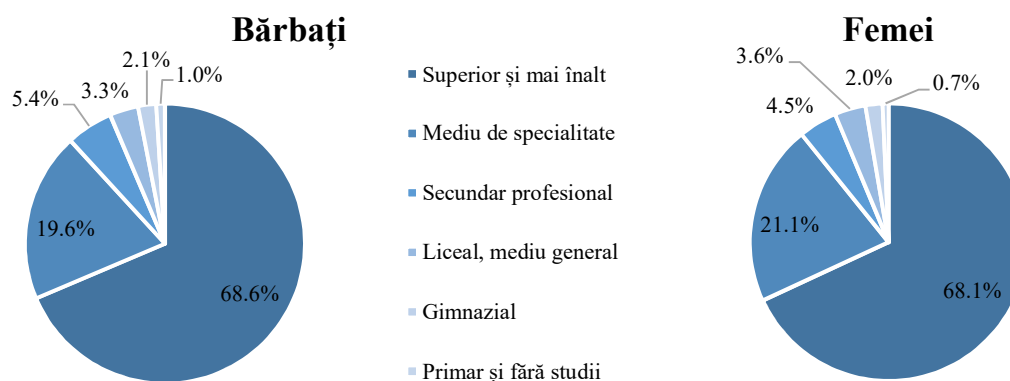 Bărbați
2.1%
1.0%
3.3%
5.4%
19.6%
68.6%
Superior și mai înalt
Mediu de specialitate
Secundar profesional
Liceal, mediu general
Gimnazial
Primar și fără studii
Femei
3.6%
2.0%
0.7%
4.5%
21.1%
68.1%